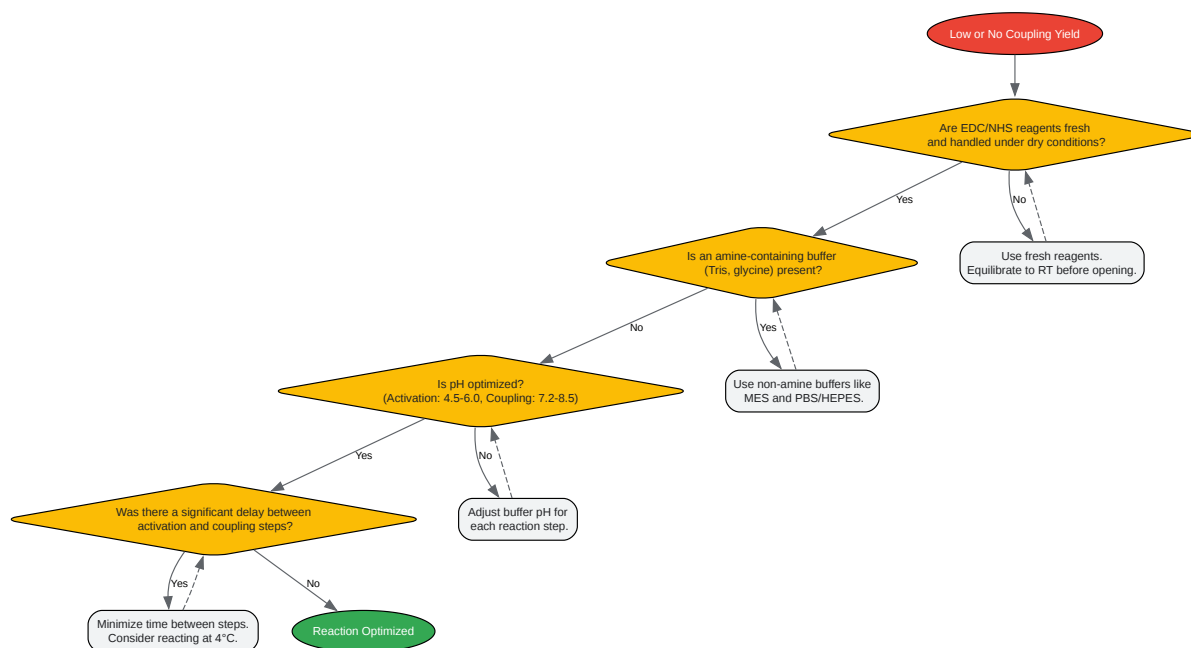 Low or No Coupling Yield
Are EDC/NHS reagents fresh
and handled under dry conditions?
Yes
No
Is an amine-containing buffer
(Tris, glycine) present?
Use fresh reagents.
Equilibrate to RT before opening.
No
Yes
Is pH optimized?
(Activation: 4.5-6.0, Coupling: 7.2-8.5)
Use non-amine buffers like
MES and PBS/HEPES.
Yes
No
Was there a significant delay between
activation and coupling steps?
Adjust buffer pH for
each reaction step.
Yes
No
Minimize time between steps.
Consider reacting at 4°C.
Reaction Optimized